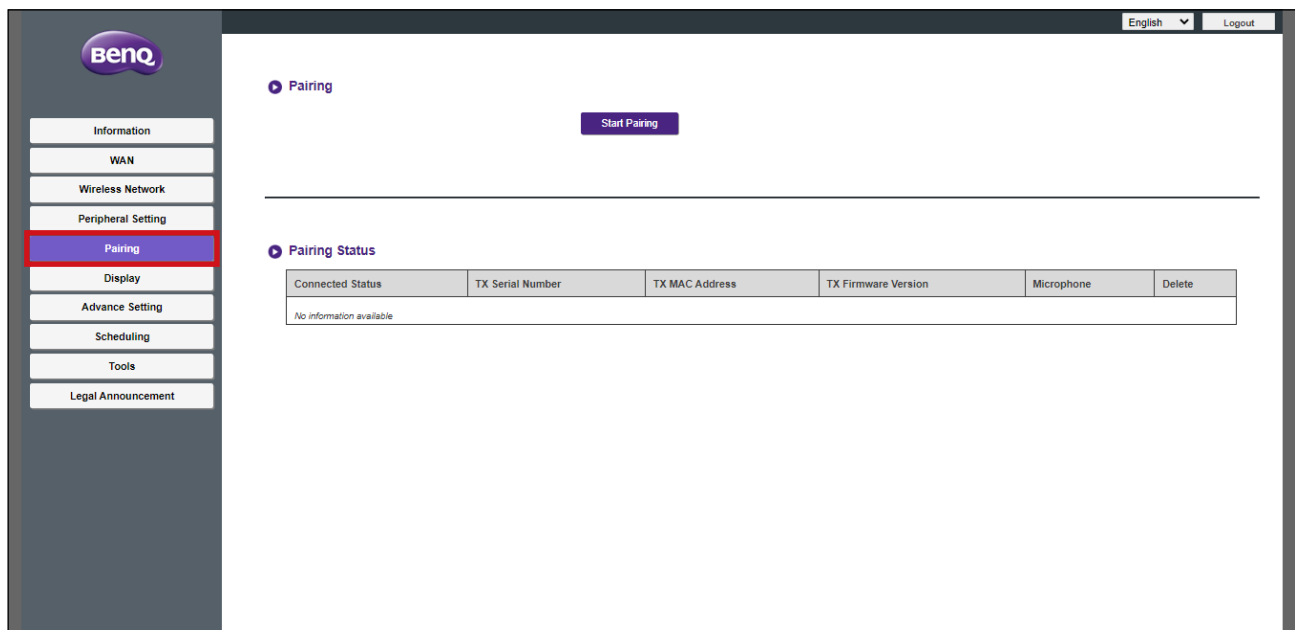 English
Logout
BenQ
Information
WAN
Wireless Network
Peripheral Setting
Pairing
Display
Advance Setting
Scheduling
Tools
Legal Announcement
Pairing
Start Pairing
Pairing Status
Connected Status TX Serial Number TX MAC Address TX Firmware Version Microphone Delete
No information available